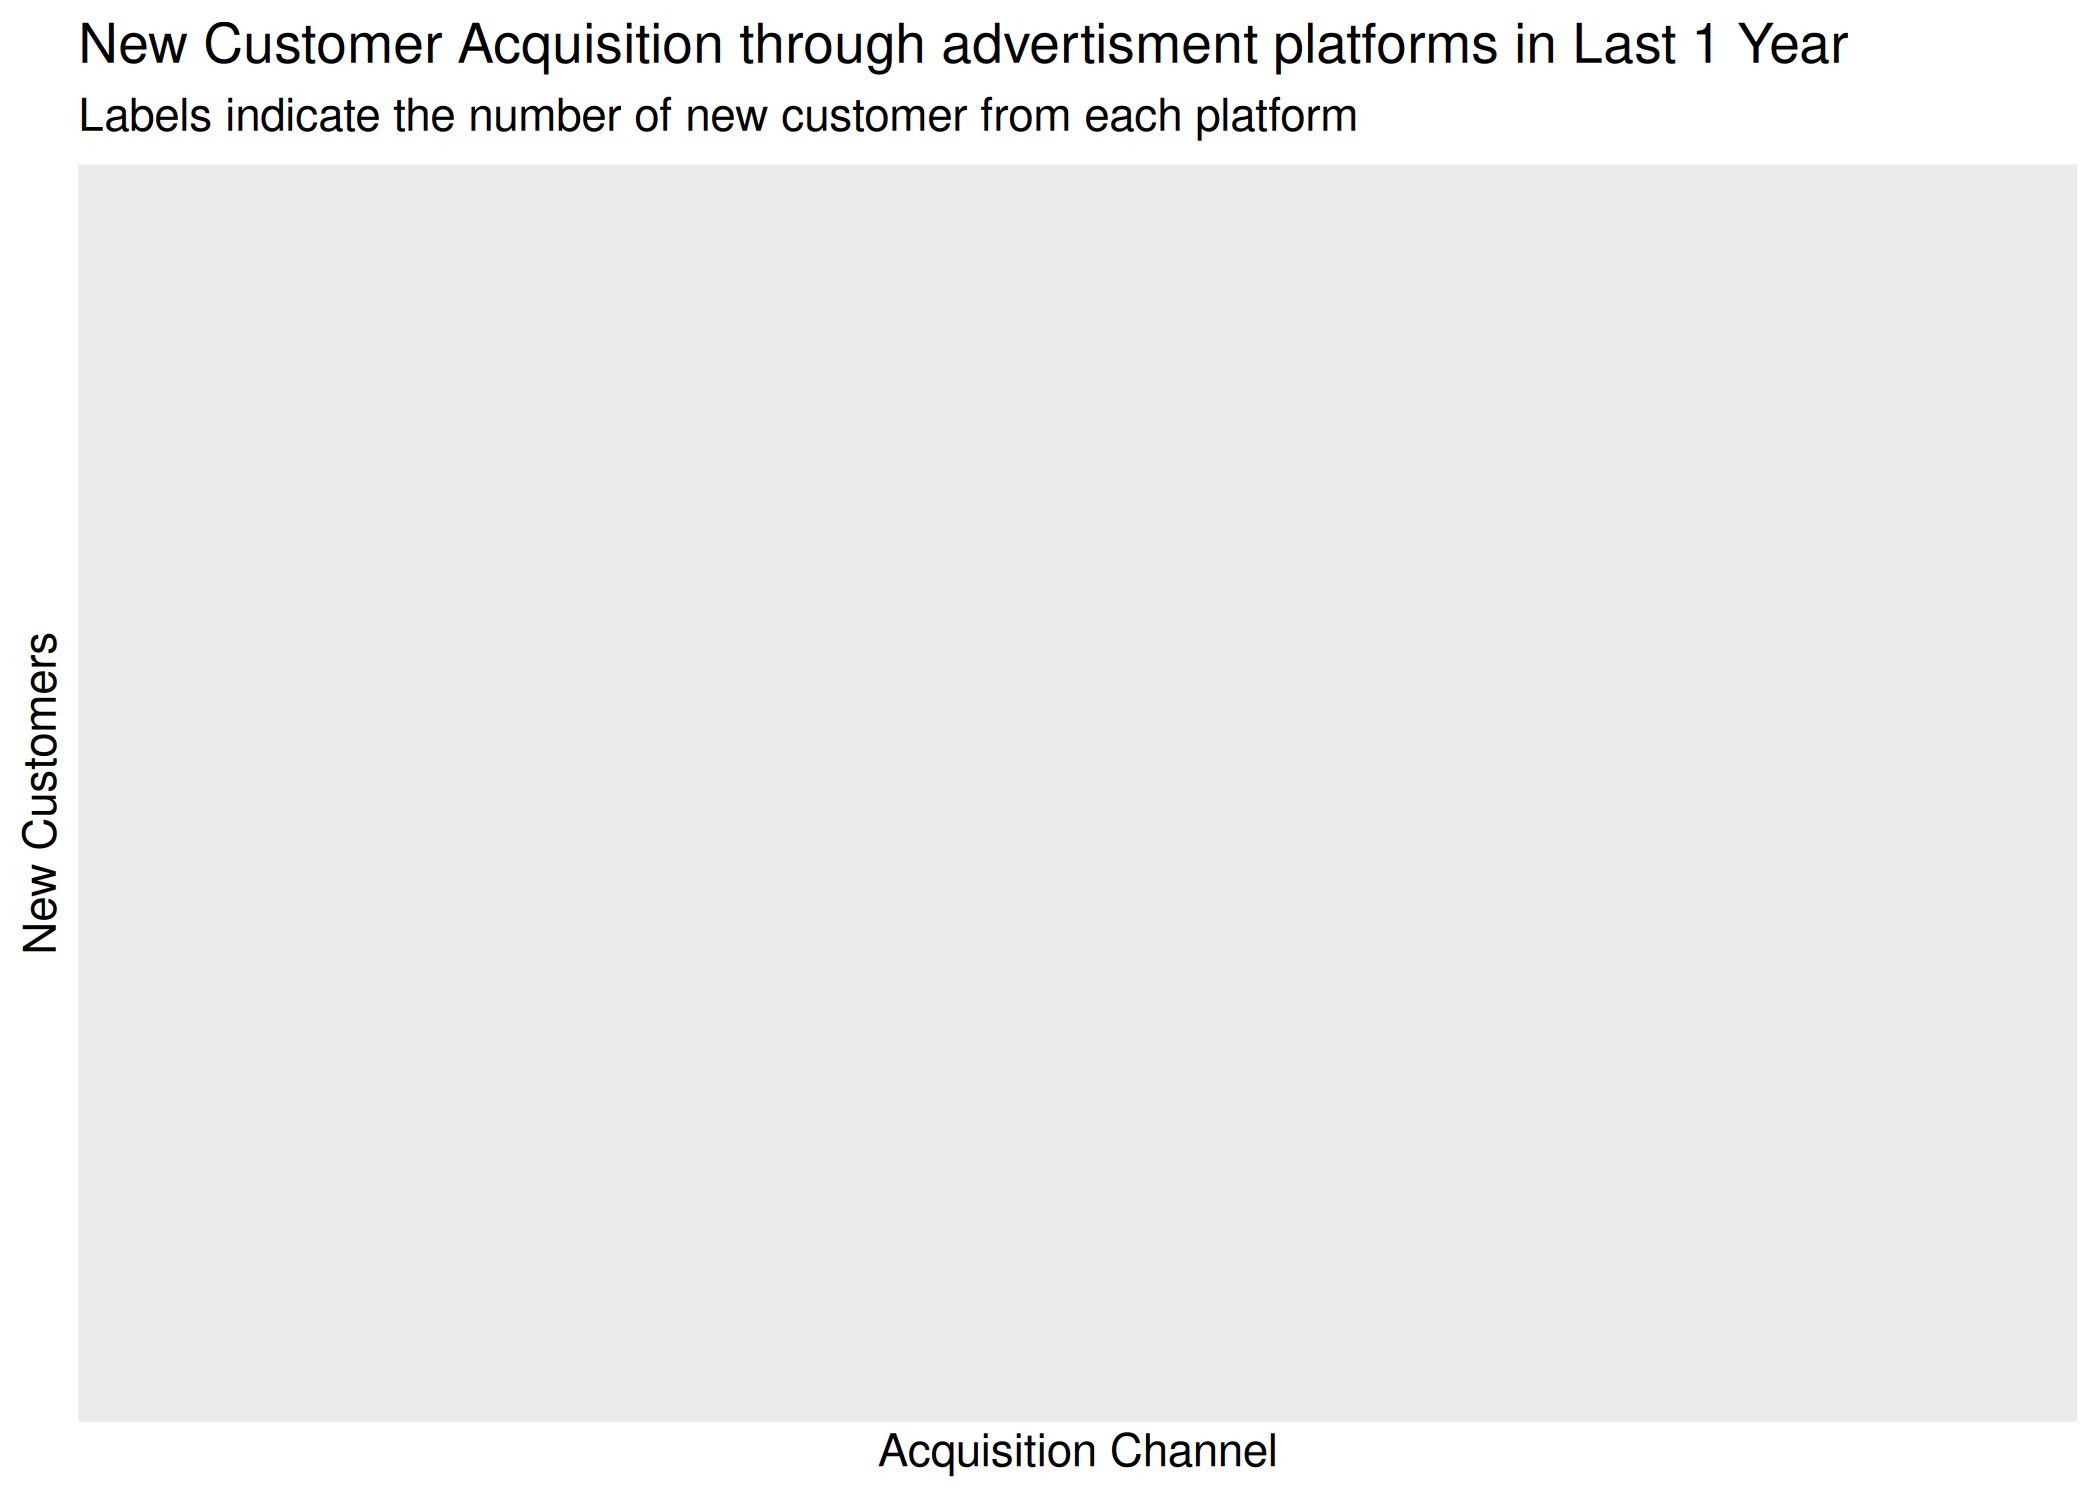 New Customer Acquisition through advertisment platforms in Last 1 Year
Labels indicate the number of new customer from each platform
New Customers
Acquisition Channel